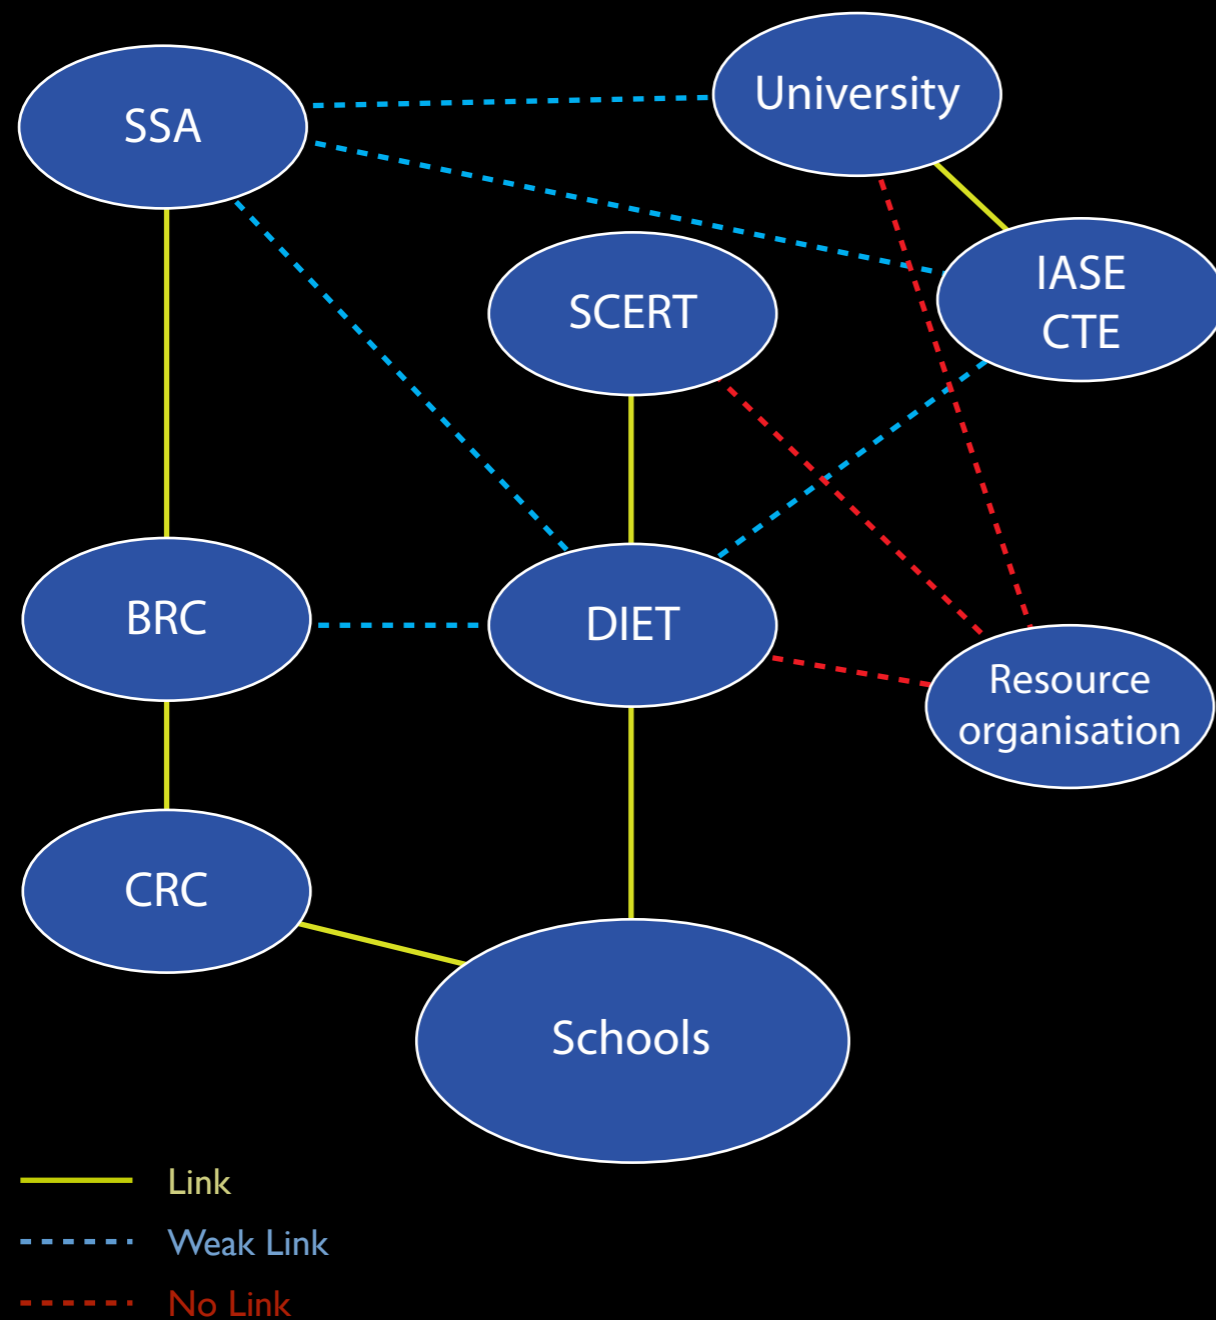 SSA
University
SCERT
IASE
CTE
BRC
DIET
Resource
organisation
CRC
Schools
Link
Weak Link
No Link